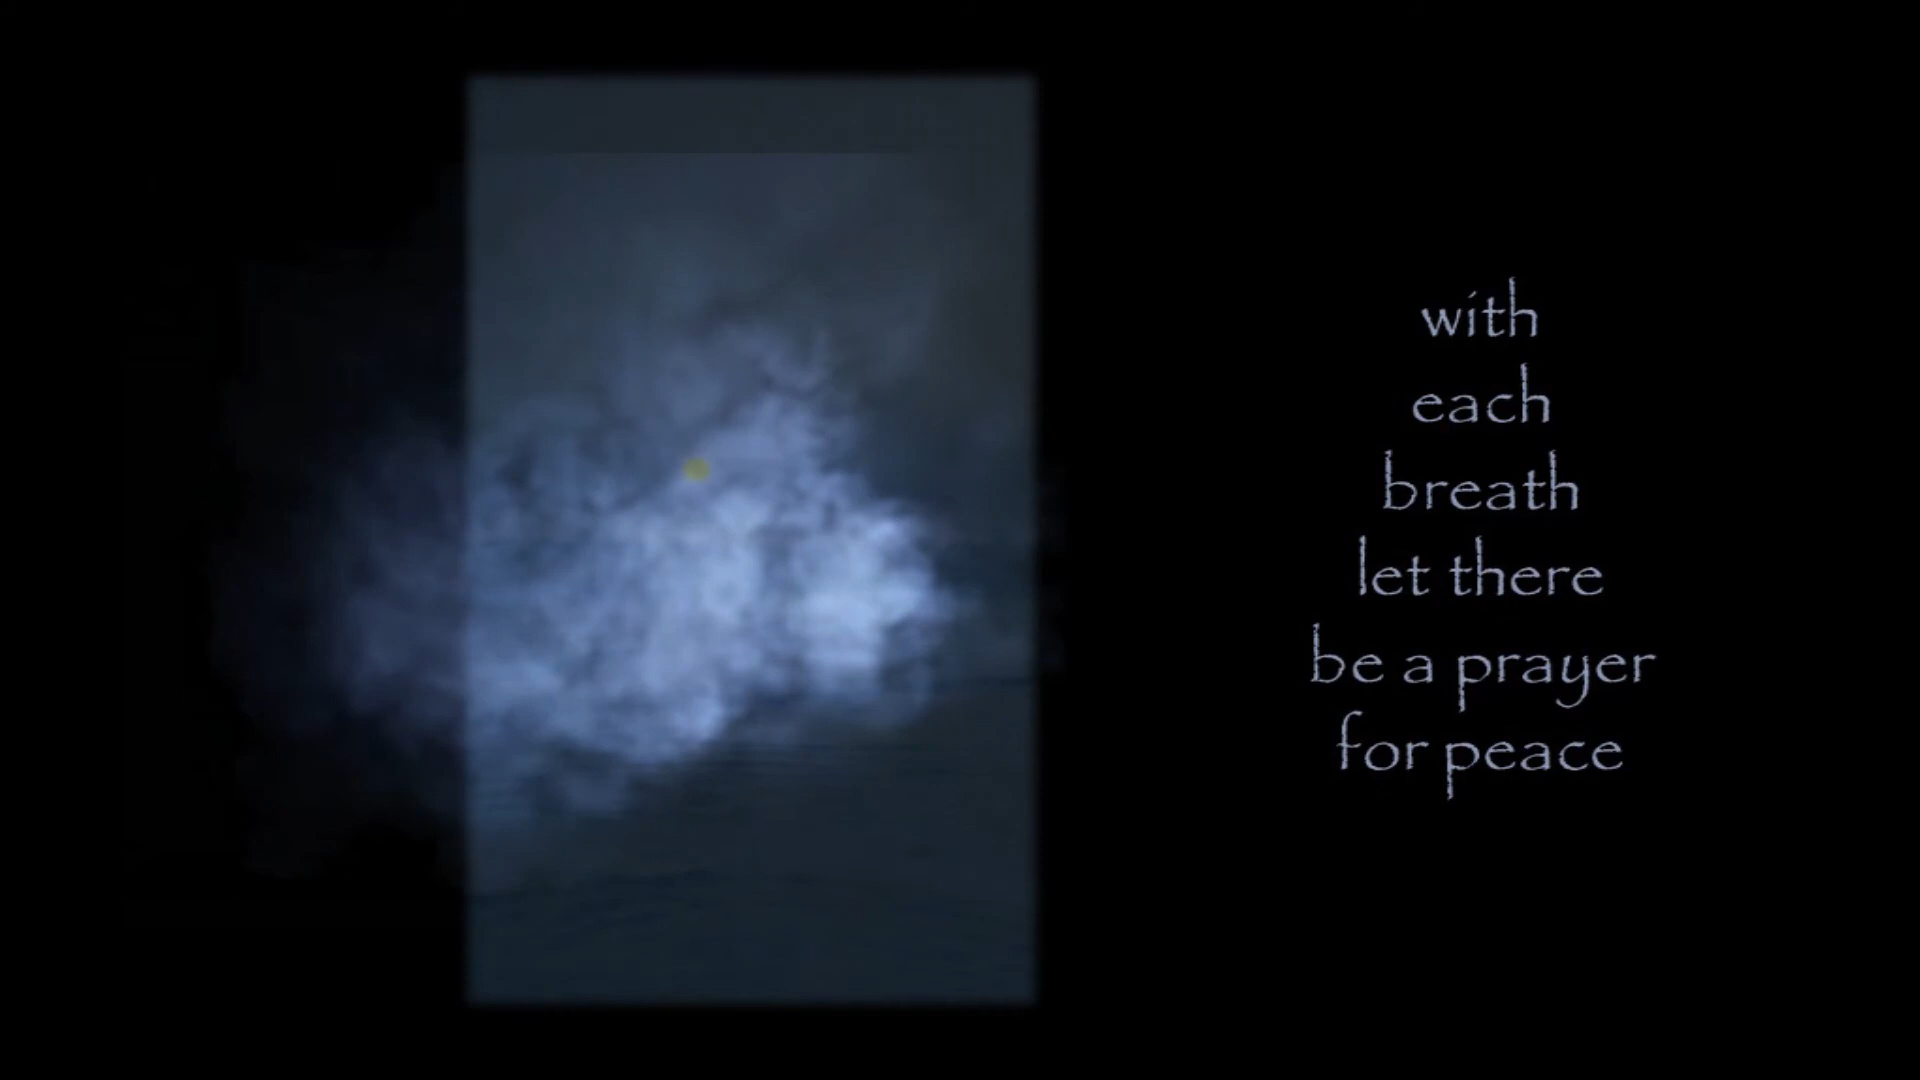 with
each
breath
let there
be a prayer
for peace